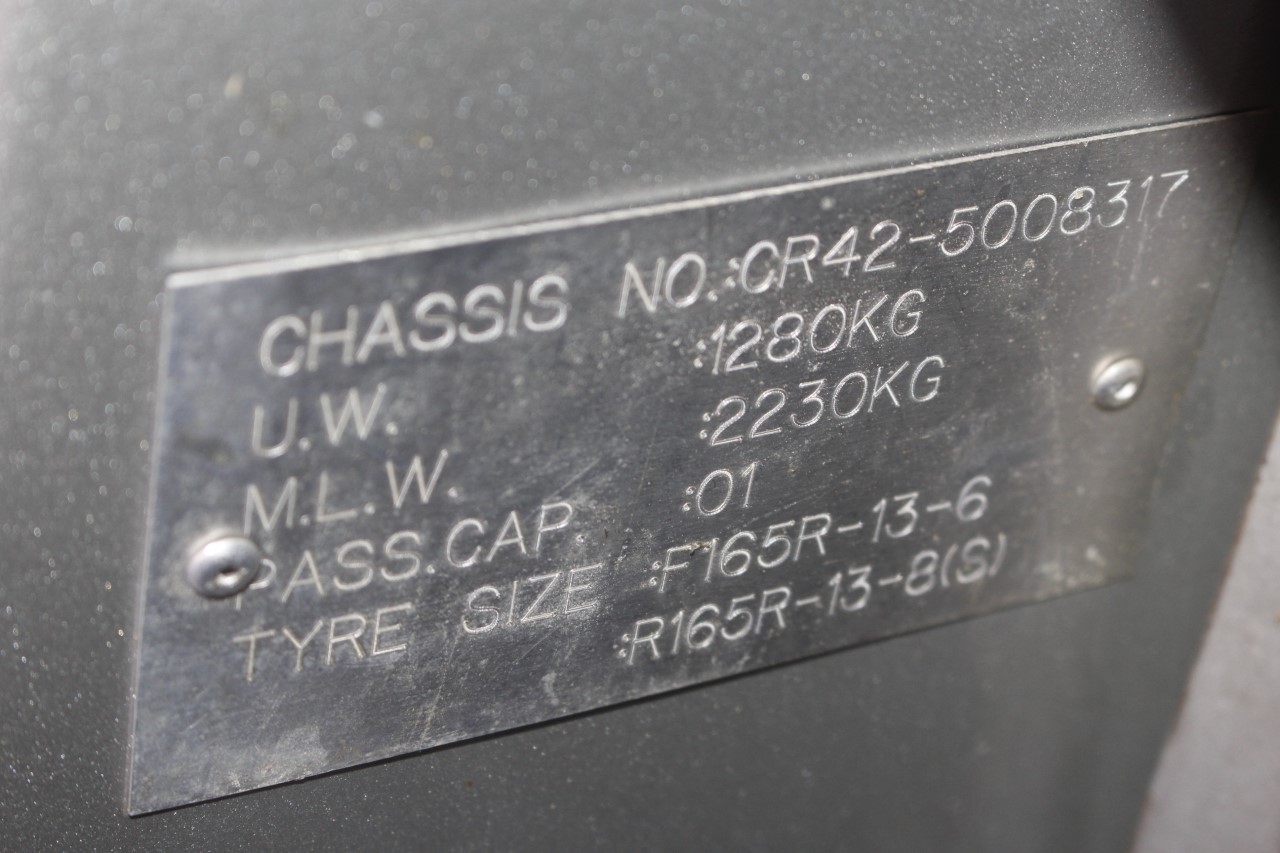 CHASSIS NO.:CR42-5008317
U.W. :1280KG
M.L.W. :2230KG
PASS.CAP :01
TYRE SIZE :F165R-13-6
:R165R-13-8(S)